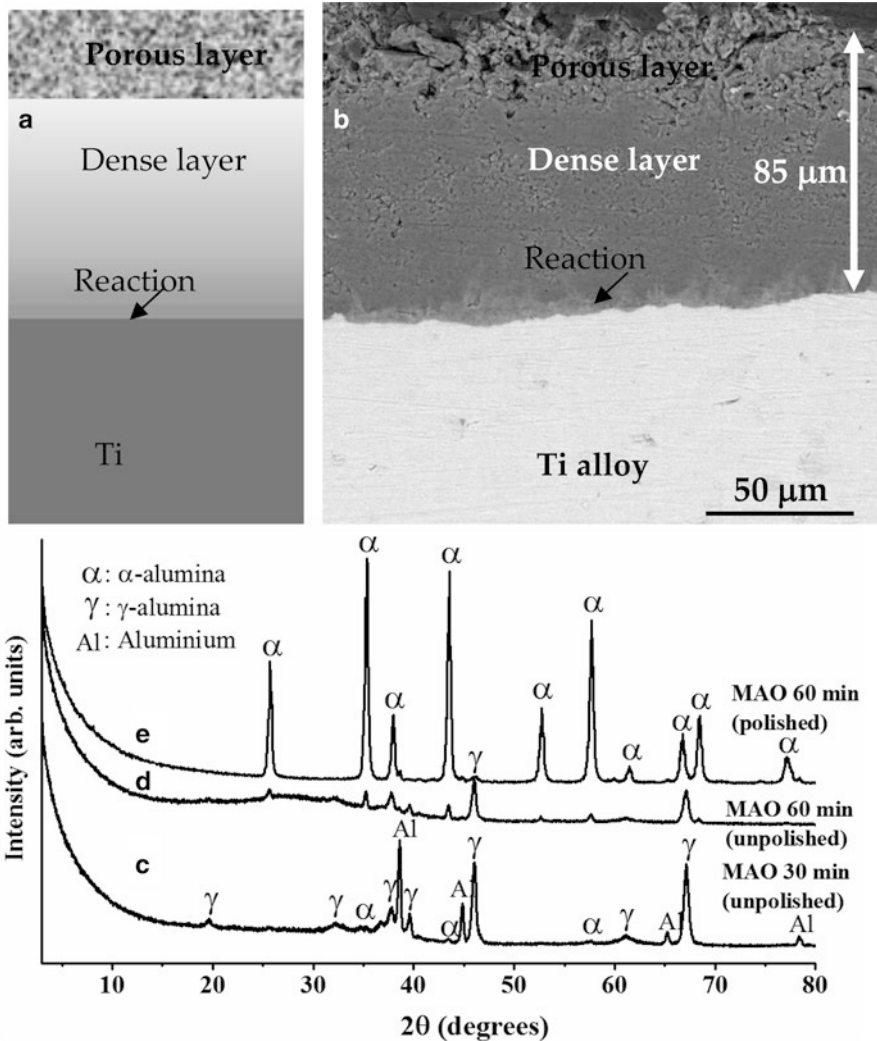 Porous layer
a
Dense layer
Reaction
Ti
Porous layer
b
Dense layer
85 μm
Reaction
Ti alloy
50 μm
α: α-alumina
γ: γ-alumina
Al: Aluminium
Intensity (arb. units)
α
α
α
α
α
α
α
α
α
α
MAO 60 min
(polished)
e
γ
d
MAO 60 min
(unpolished)
c
γ
γ
α
γ
Al
γ
α
Al
γ
α
γ
A
γ
Al
MAO 30 min
(unpolished)
10
20
30
40
50
60
70
80
2θ (degrees)